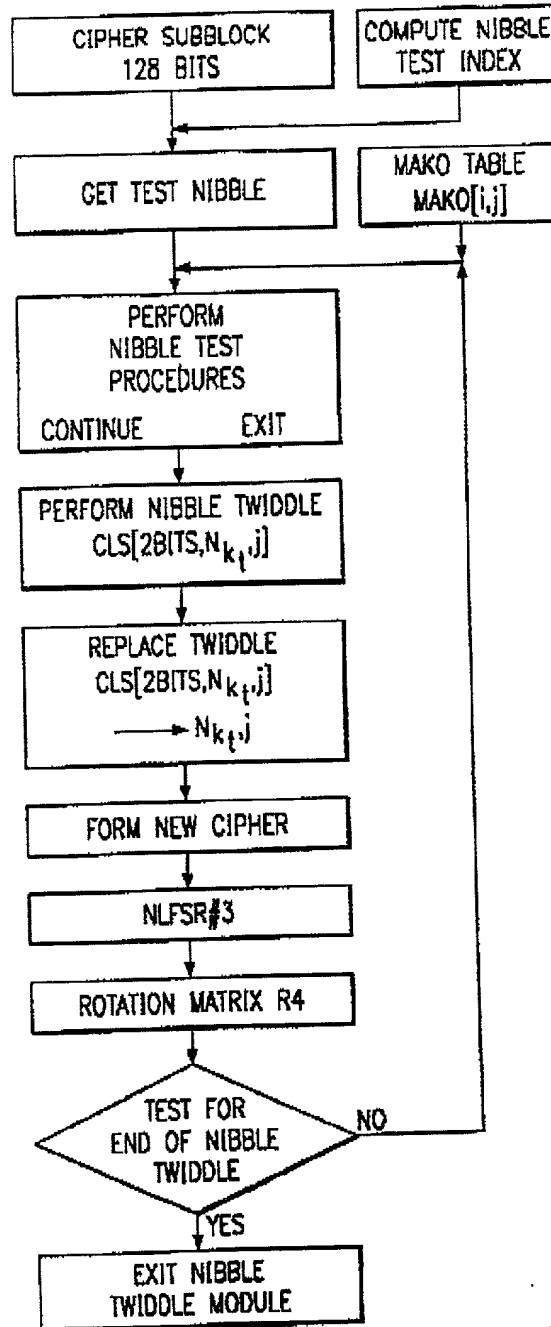 CIPHER SUBBLOCK
128 BITS
COMPUTE NIBBLE
TEST INDEX
GET TEST NIBBLE
MAKO TABLE
MAKO[i,j]
PERFORM
NIBBLE TEST
PROCEDURES
CONTINUE EXIT
PERFORM NIBBLE TWIDDLE
CLS[2BITS,Nkt,j]
REPLACE TWIDDLE
CLS[2BITS,Nkt,j]
→ Nkt,j
FORM NEW CIPHER
NLFSR#3
ROTATION MATRIX R4
TEST FOR
END OF NIBBLE
TWIDDLE
NO
YES
EXIT NIBBLE
TWIDDLE MODULE